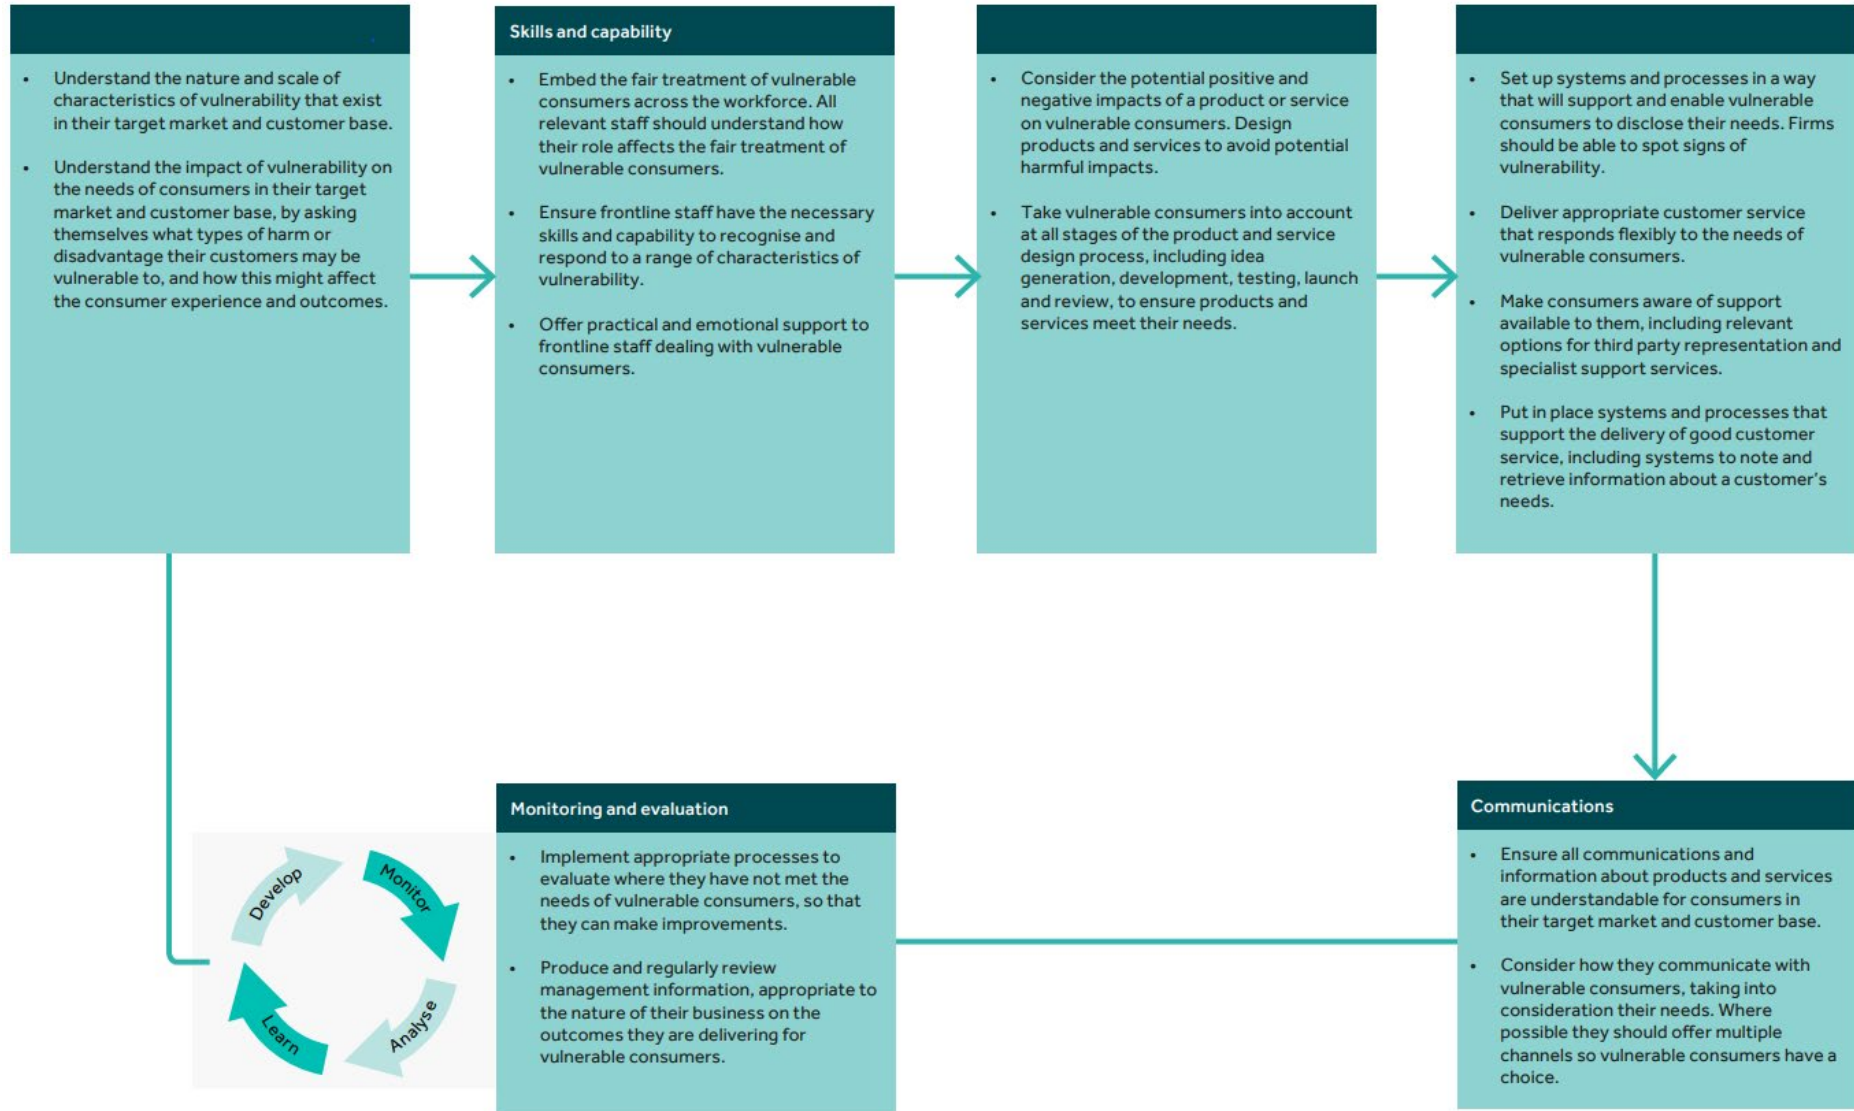 • Understand the nature and scale of
characteristics of vulnerability that exist
in their target market and customer base.
• Understand the impact of vulnerability on
the needs of consumers in their target
market and customer base, by asking
themselves what types of harm or
disadvantage their customers may be
vulnerable to, and how this might affect
the consumer experience and outcomes.
Skills and capability
• Embed the fair treatment of vulnerable
consumers across the workforce. All
relevant staff should understand how
their role affects the fair treatment of
vulnerable consumers.
• Ensure frontline staff have the necessary
skills and capability to recognise and
respond to a range of characteristics of
vulnerability.
• Offer practical and emotional support to
frontline staff dealing with vulnerable
consumers.
• Consider the potential positive and
negative impacts of a product or service
on vulnerable consumers. Design
products and services to avoid potential
harmful impacts.
• Take vulnerable consumers into account
at all stages of the product and service
design process, including idea
generation, development, testing, launch
and review, to ensure products and
services meet their needs.
• Set up systems and processes in a way
that will support and enable vulnerable
consumers to disclose their needs. Firms
should be able to spot signs of
vulnerability.
• Deliver appropriate customer service
that responds flexibly to the needs of
vulnerable consumers.
• Make consumers aware of support
available to them, including relevant
options for third party representation and
specialist support services.
• Put in place systems and processes that
support the delivery of good customer
service, including systems to note and
retrieve information about a customer's
needs.
Develop
Monitor
Analyse
Learn
Monitoring and evaluation
• Implement appropriate processes to
evaluate where they have not met the
needs of vulnerable consumers, so that
they can make improvements.
• Produce and regularly review
management information, appropriate to
the nature of their business on the
outcomes they are delivering for
vulnerable consumers.
Communications
• Ensure all communications and
information about products and services
are understandable for consumers in
their target market and customer base.
• Consider how they communicate with
vulnerable consumers, taking into
consideration their needs. Where
possible they should offer multiple
channels so vulnerable consumers have a
choice.